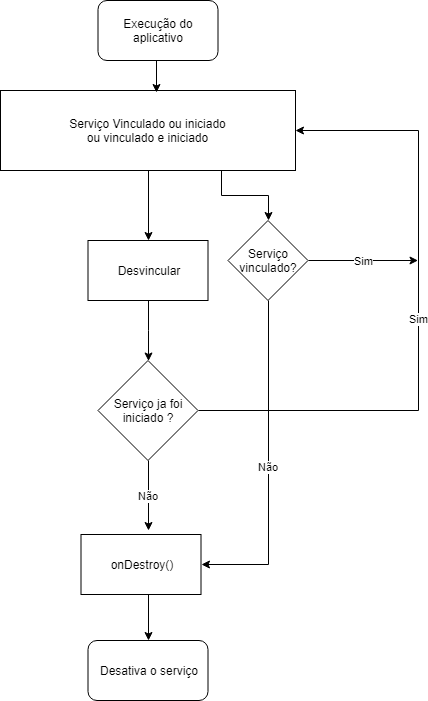 Execução do
aplicativo
Serviço Vinculado ou iniciado
ou vinculado e iniciado
Serviço
vinculado?
Sim
Desvincular
Sim
Serviço ja foi
iniciado ?
Não
Não
onDestroy()
Desativa o serviço